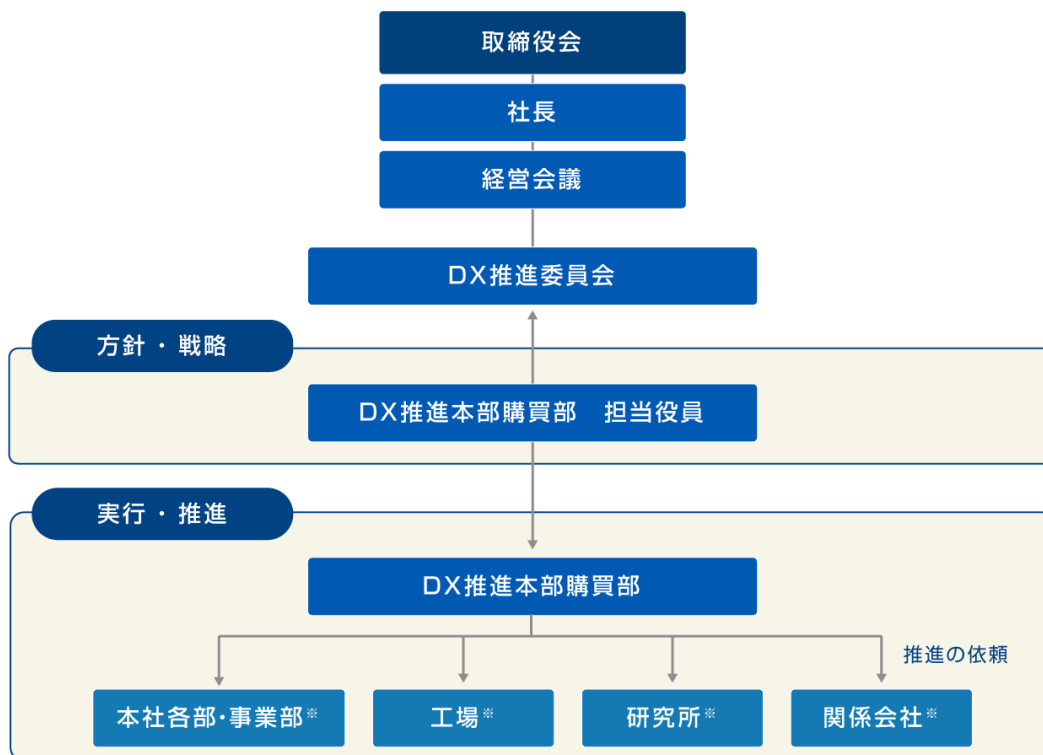 取締役会
社長
経営会議
DX推進委員会
方針・戦略
DX推進本部購買部　担当役員
実行・推進
DX推進本部購買部
推進の依頼
本社各部・事業部※
工場※
研究所※
関係会社※